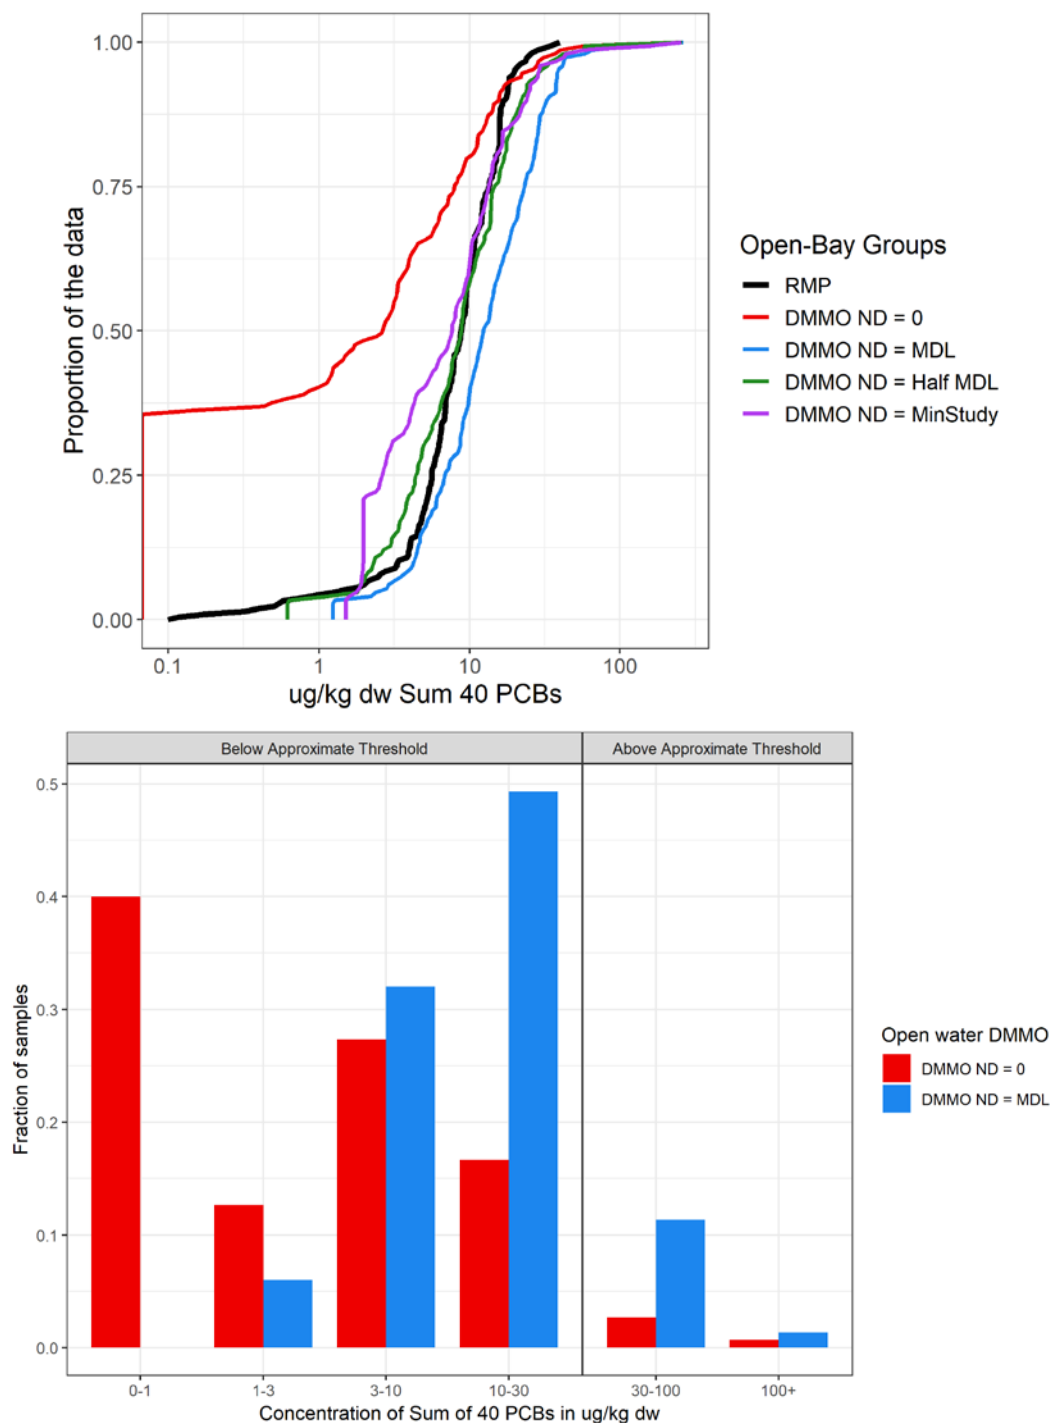 1.00
0.75
0.50
0.25
0.00
Proportion of the data
0.1 1 10 100
ug/kg dw Sum 40 PCBs
Open-Bay Groups
RMP
DMMO ND = 0
DMMO ND = MDL
DMMO ND = Half MDL
DMMO ND = MinStudy
Below Approximate Threshold Above Approximate Threshold
0.5
0.4
0.3
0.2
0.1
0.0
Fraction of samples
0-1 1-3 3-10 10-30 30-100 100+
Concentration of Sum of 40 PCBs in ug/kg dw
Open water DMMO
DMMO ND = 0
DMMO ND = MDL